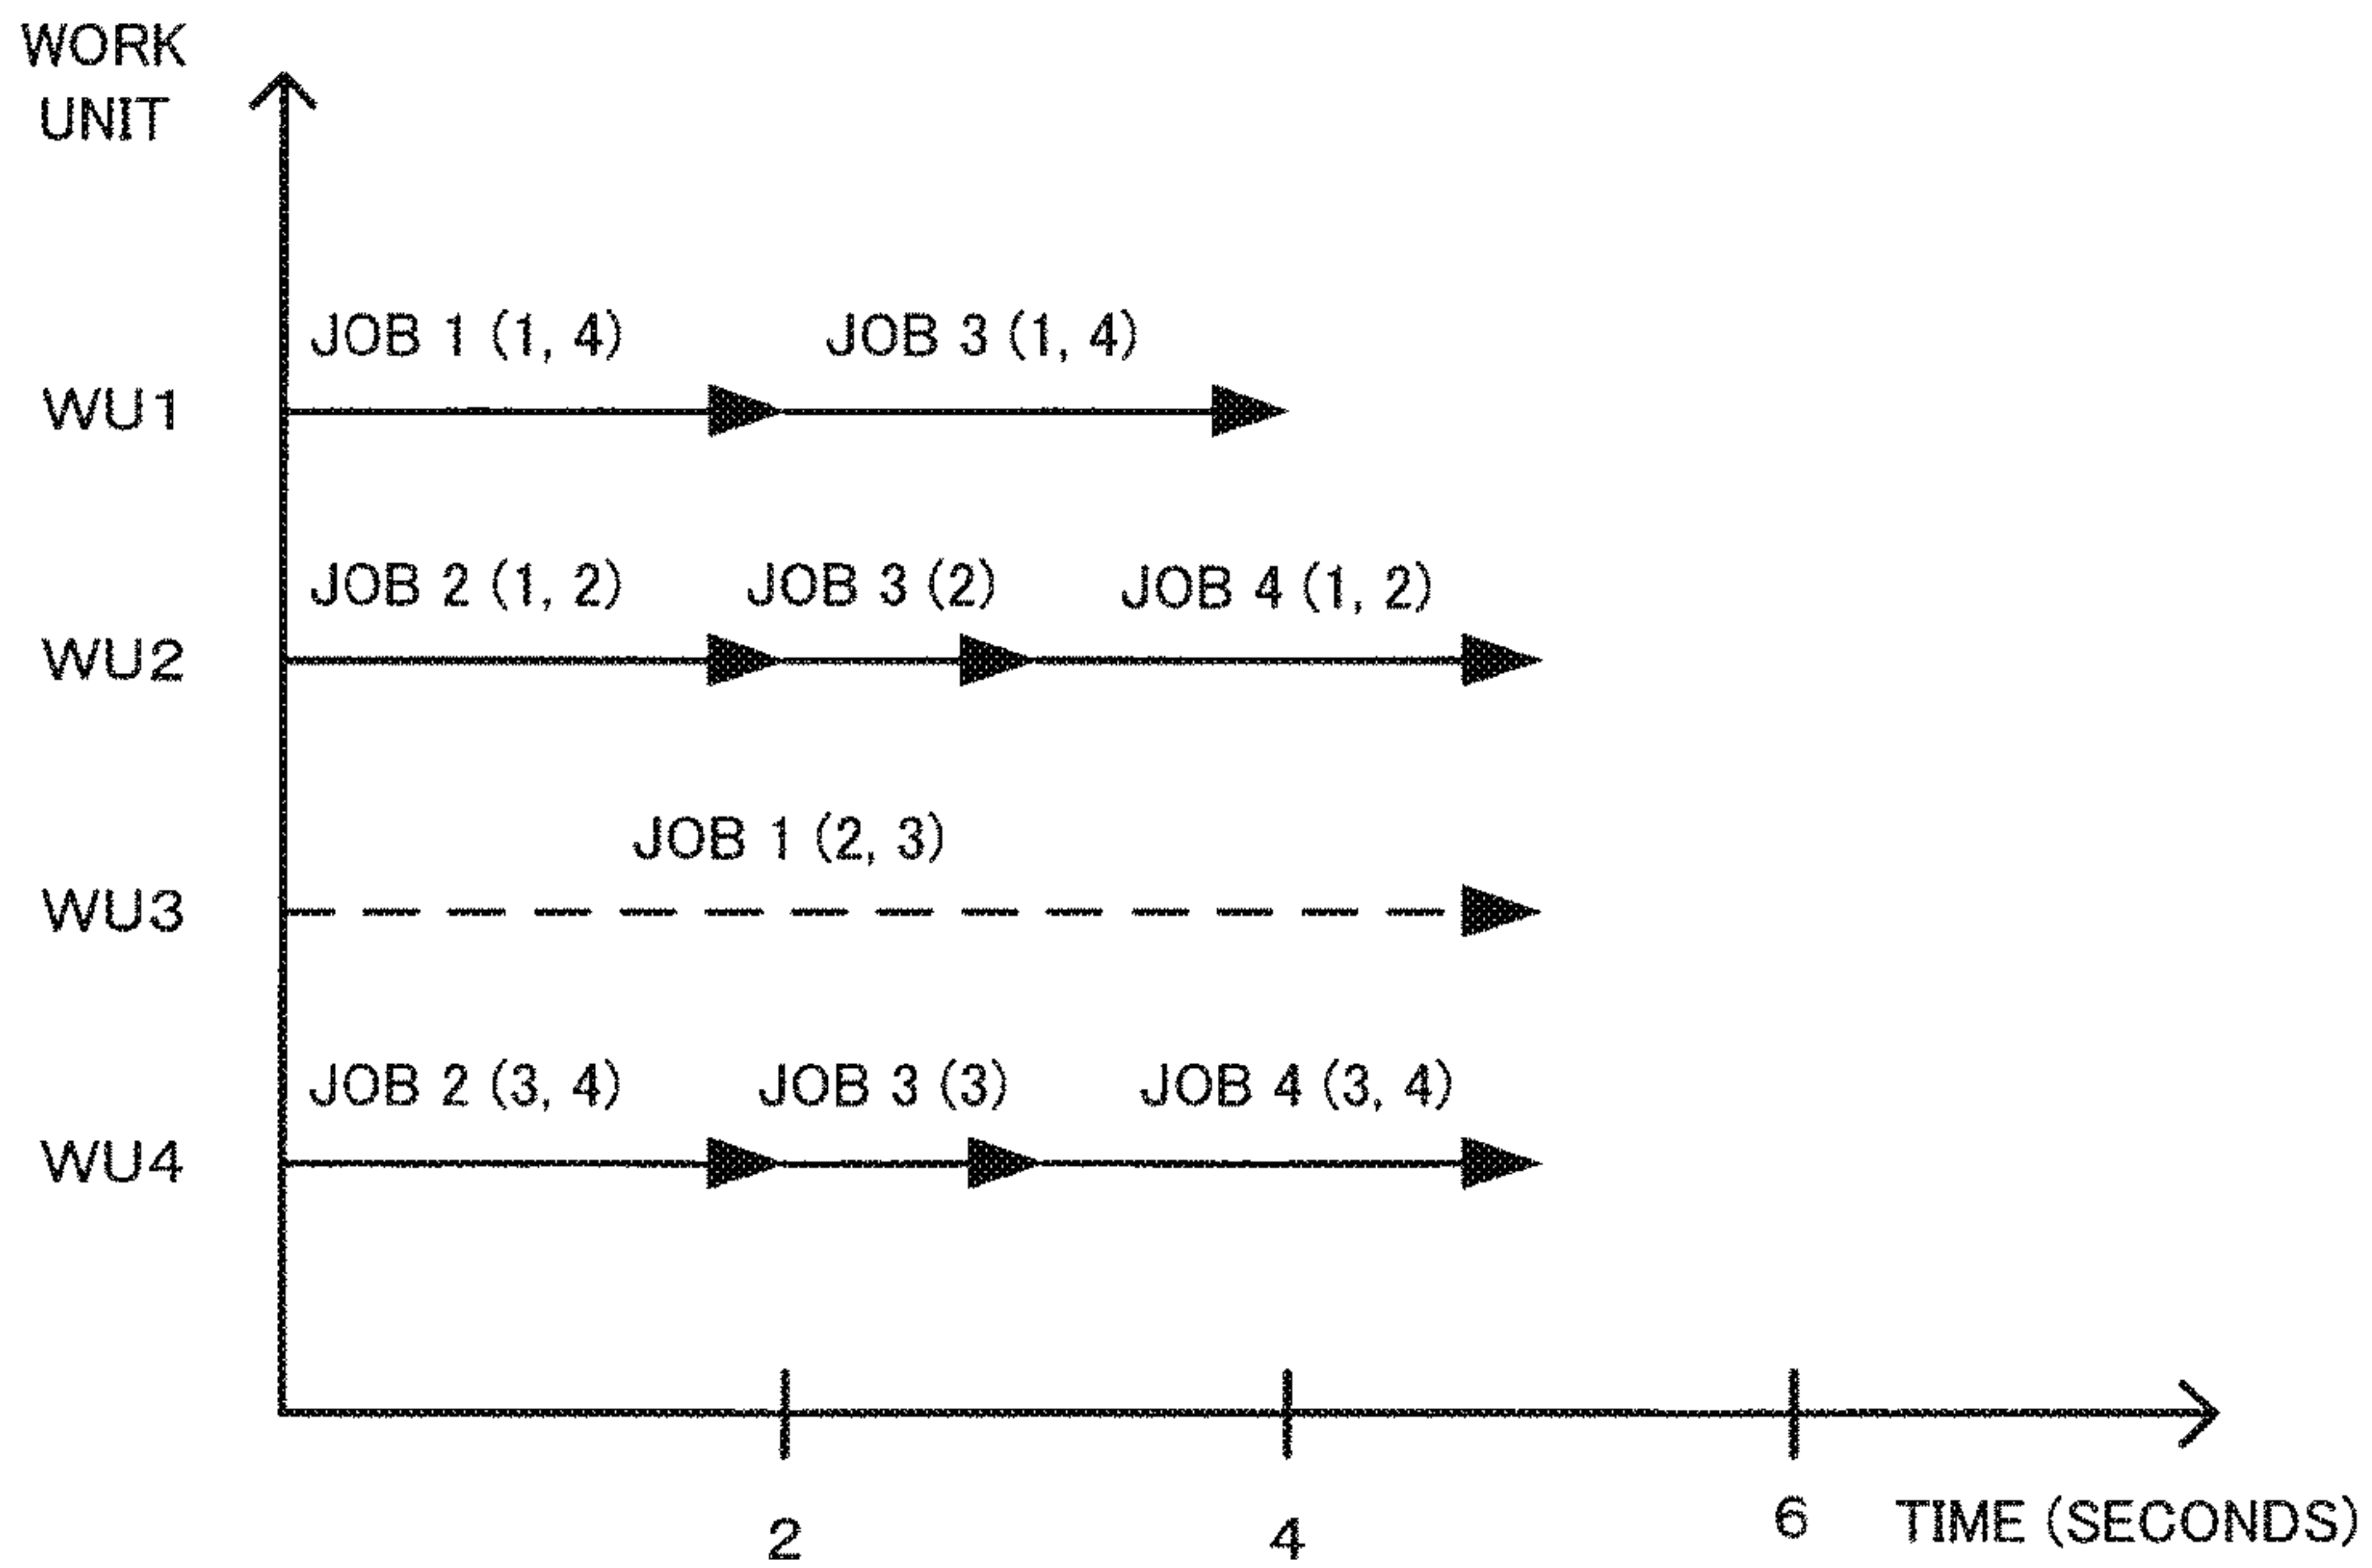 WORK
UNIT
JOB 1 (1, 4) JOB 3 (1, 4)
WU1
JOB 2 (1, 2) JOB 3 (2) JOB 4 (1, 2)
WU2
JOB 1 (2, 3)
WU3
JOB 2 (3, 4) JOB 3 (3) JOB 4 (3, 4)
WU4
2 4 6 TIME (SECONDS)